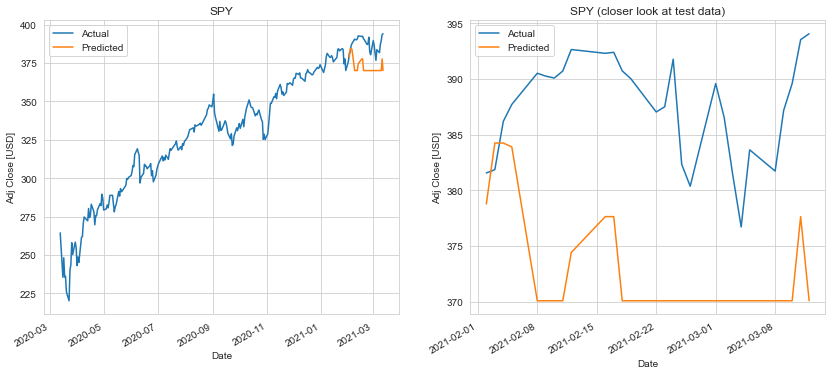 SPY
Actual
Predicted
Adj Close [USD]
400
375
350
325
300
275
250
225
2020-03
2020-05
2020-07
2020-09
2020-11
2021-01
2021-03
Date
SPY (closer look at test data)
Actual
Predicted
Adj Close [USD]
395
390
385
380
375
370
2021-02-01
2021-02-08
2021-02-15
2021-02-22
2021-03-01
2021-03-08
Date